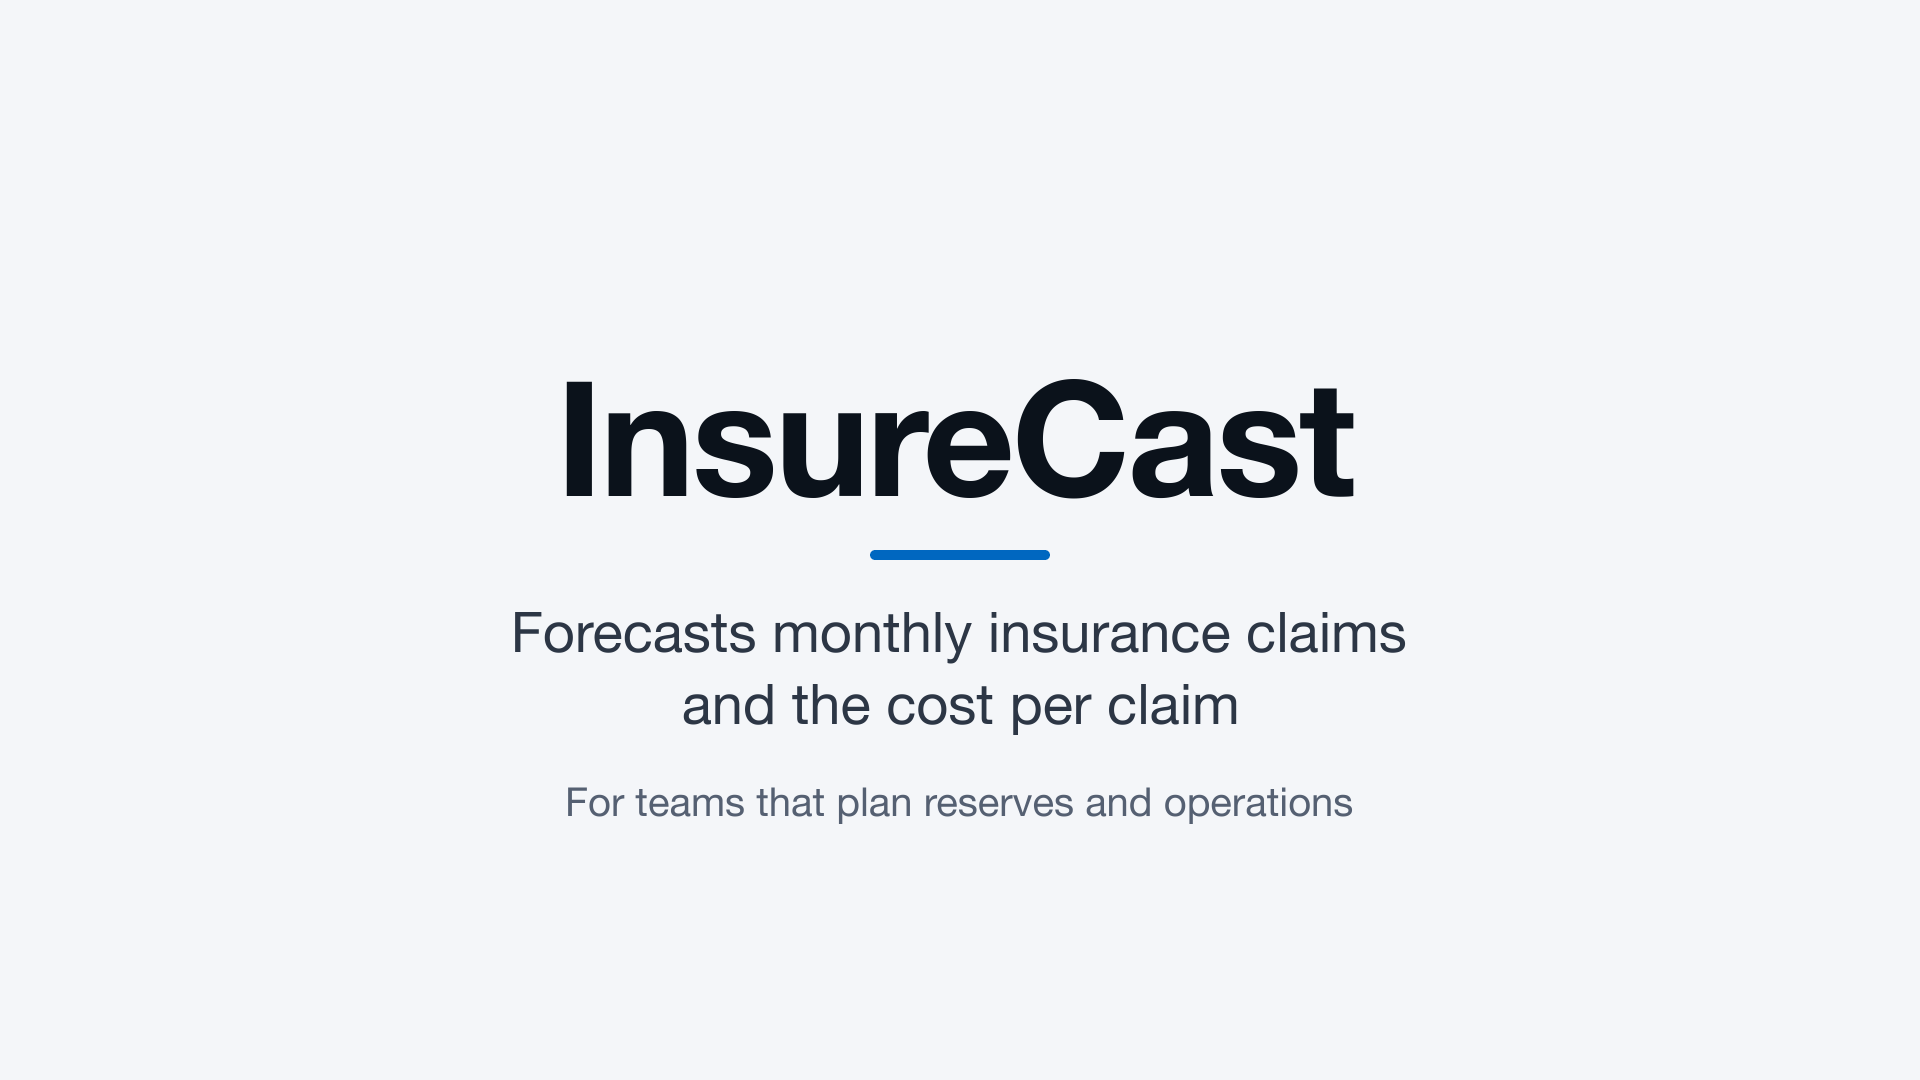 InsureCast
Forecasts monthly insurance claims
and the cost per claim
For teams that plan reserves and operations